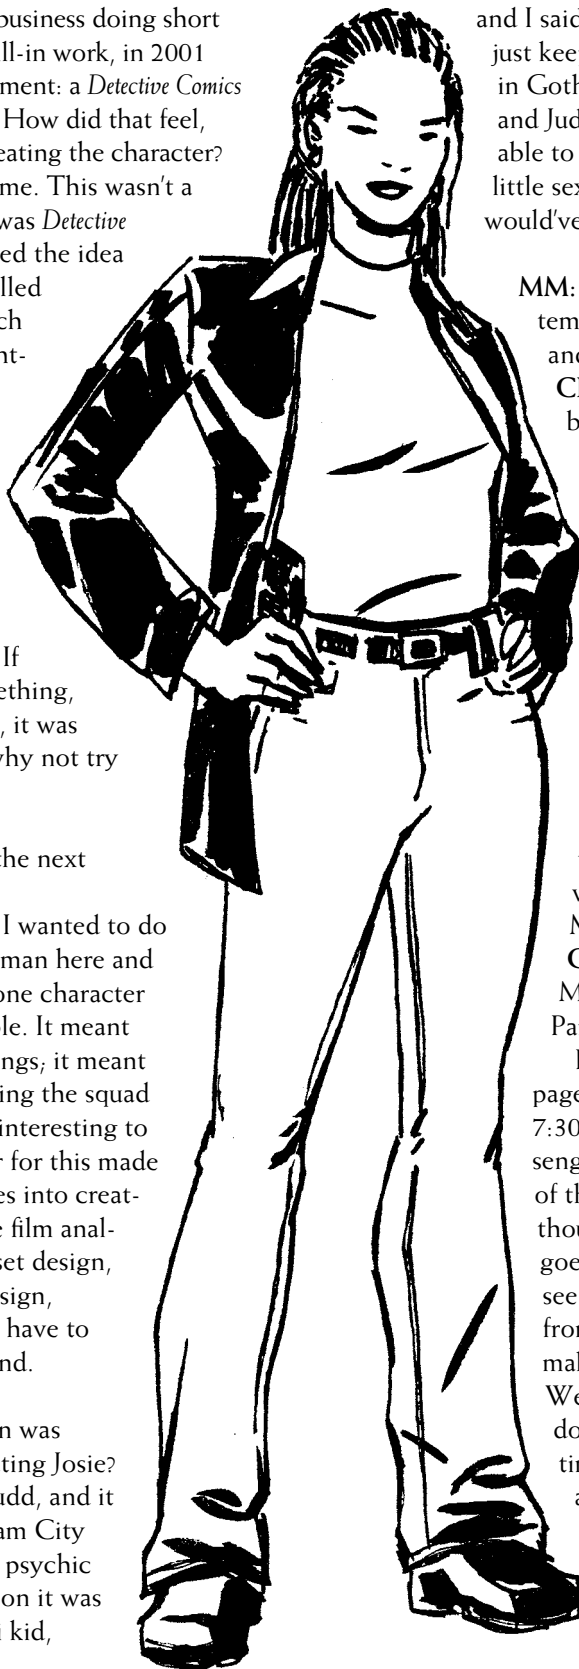 business doing short
ll-in work, in 2001
ment: a Detective Comics
How did that feel,
eating the character?
me. This wasn't a
was Detective
ed the idea
lled
ch
nt-
If
ething,
, it was
why not try
the next
I wanted to do
man here and
one character
ole. It meant
ngs; it meant
ing the squad
interesting to
r for this made
es into creat-
e film anal-
set design,
sign,
have to
nd.
n was
ting Josie?
udd, and it
am City
psychic
on it was
i kid,
and I said
just kee
in Goth
and Jud
able to
little sex
would've
MM:
tem
and
Cl
b
v
M
C
M
Pa
page
7:30
seng
of th
thou
goe
see
from
mal
We
do
tin
a